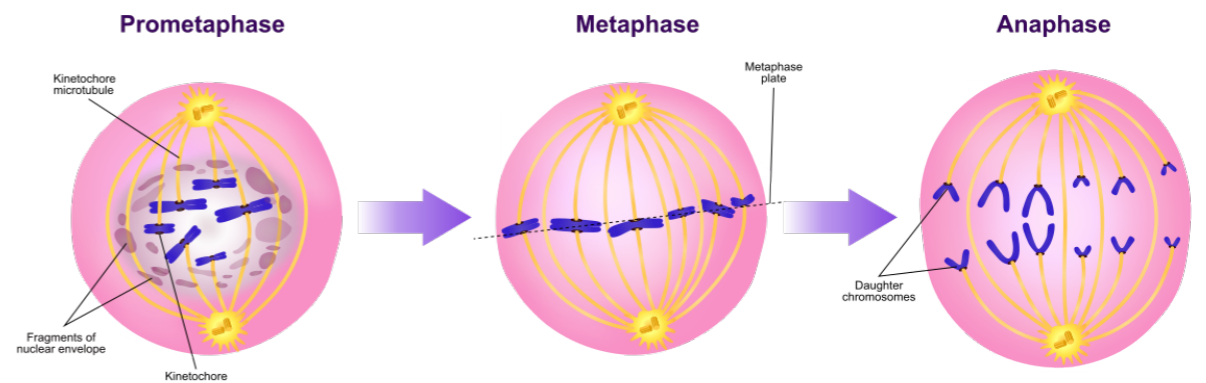 Prometaphase
Metaphase
Anaphase
Kinetochore
microtubule
Metaphase
plate
Daughter
chromosomes
Fragments of
nuclear envelope
Kinetochore